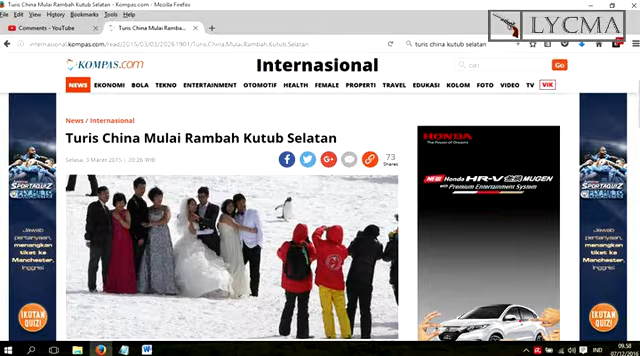 Turis China Mulai Rambah Kutub Selatan - Kompas.com - Mozilla Firefox
File Edit View History Bookmarks Tools Help
Comments - YouTube
Turis China Mulai Ramba...
internasional.kompas.com/read/2015/03/03/20261901/Turis.China.Mulai.Rambah.Kutub.Selatan
turis china kutub selatan
LYCMA
KOMPAS.com
Internasional
cari
Go
NEWS EKONOMI BOLA TEKNO ENTERTAINMENT OTOMOTIF HEALTH FEMALE PROPERTI TRAVEL EDUKASI KOLOM FOTO VIDEO TV VIK
News / Internasional
Turis China Mulai Rambah Kutub Selatan
Selasa, 3 Maret 2015 | 20:26 WIB
73
Shares
HONDA
The Power of Dreams
Honda HR-V MUGEN
with Premium Entertainment System
SPORTAQUIZ
Jawab
pertanyaan,
menangkan
tiket ke
Manchester,
Inggris!
IKUTAN
QUIZ!
SPORTAQUIZ
Jawab
pertanyaan,
menangkan
tiket ke
Manchester,
Inggris!
IKUTAN
QUIZ!
IND
09.58
07/12/2016